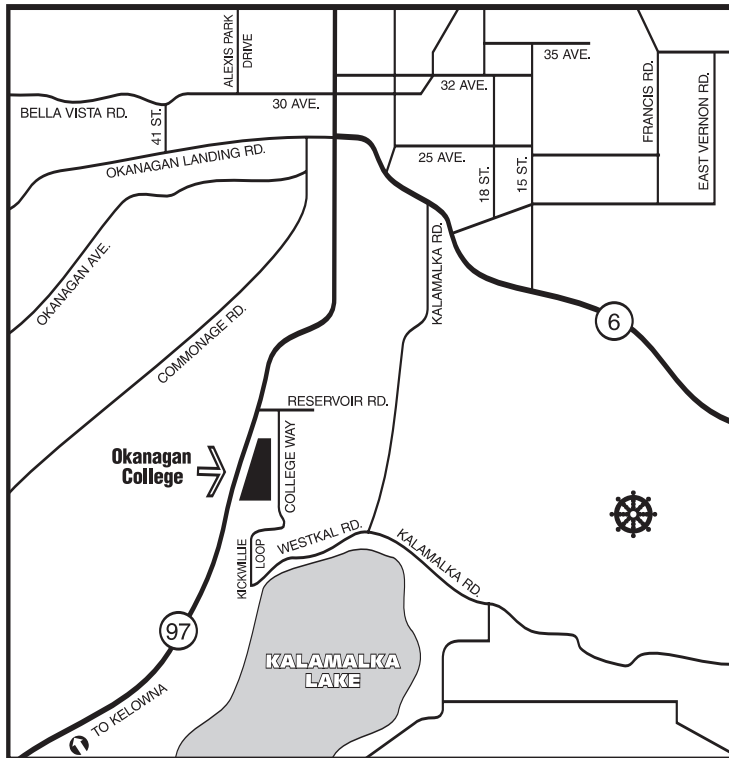 ALEXIS PARK
DRIVE
35 AVE.
32 AVE.
30 AVE.
BELLA VISTA RD.
41 ST.
FRANCIS RD.
EAST VERNON RD.
OKANAGAN LANDING RD.
25 AVE.
18 ST.
15 ST.
OKANAGAN AVE.
KALAMALKA RD.
COMMONAGE RD.
6
RESERVOIR RD.
Okanagan
College
COLLEGE WAY
WESTKAL RD.
KALAMALKA RD.
KICKWILLIE
LOOP
97
KALAMALKA
LAKE
TO KELOWNA